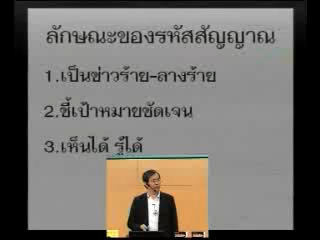 ลักษณะของรหัสสัญญาณ
1.เป็นข่าวร้าย-ลางร้าย
2.ชี้เป้าหมายชัดเจน
3.เห็นได้ รู้ได้